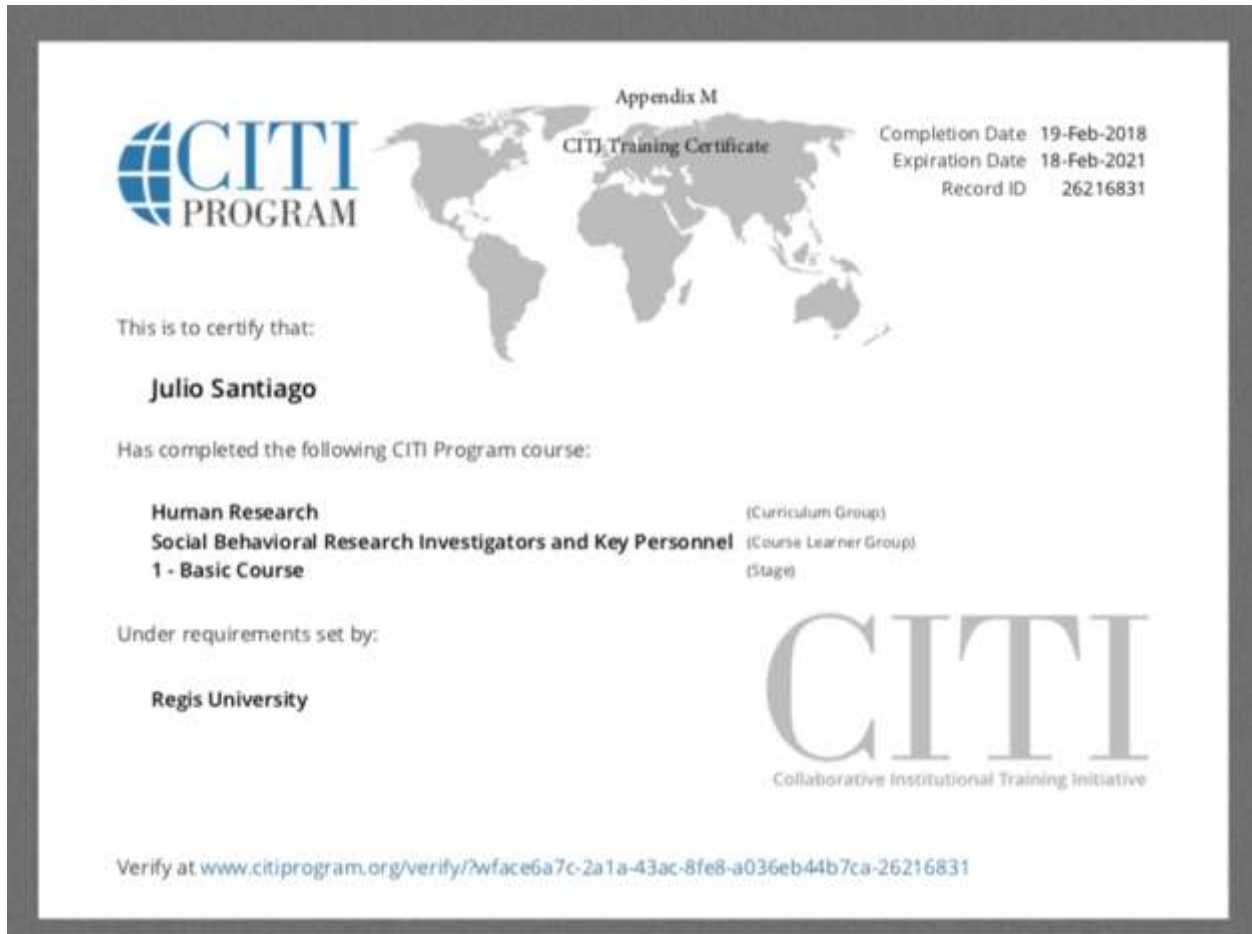 Appendix M
CITI Training Certificate
CITI
PROGRAM
Completion Date 19-Feb-2018
Expiration Date 18-Feb-2021
Record ID 26216831
This is to certify that:
Julio Santiago
Has completed the following CITI Program course:
Human Research (Curriculum Group)
Social Behavioral Research Investigators and Key Personnel (Course Learner Group)
1 - Basic Course (Stage)
Under requirements set by:
Regis University
CITI
Collaborative Institutional Training Initiative
Verify at www.citiprogram.org/verify/?wface6a7c-2a1a-43ac-8fe8-a036eb44b7ca-26216831